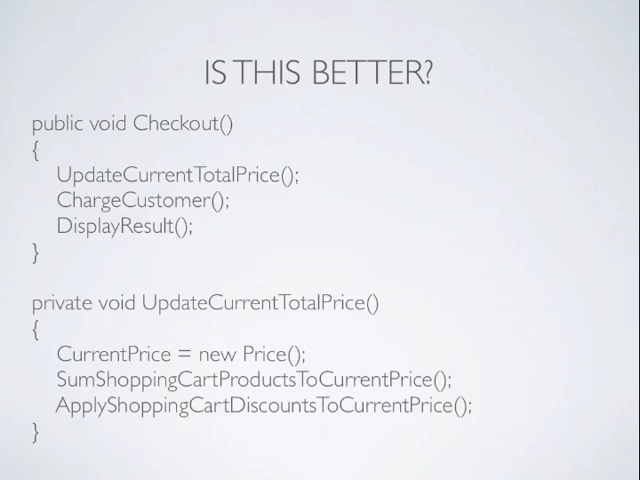 IS THIS BETTER?
public void Checkout()
{
UpdateCurrentTotalPrice();
ChargeCustomer();
DisplayResult();
}
private void UpdateCurrentTotalPrice()
{
CurrentPrice = new Price();
SumShoppingCartProductsToCurrentPrice();
ApplyShoppingCartDiscountsToCurrentPrice();
}